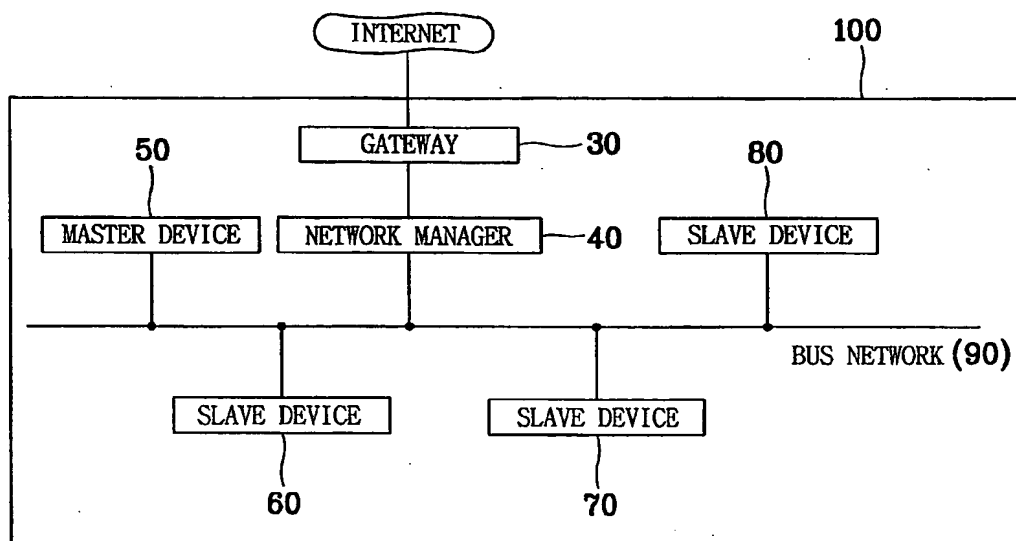 INTERNET
100
GATEWAY
30
50
80
MASTER DEVICE
NETWORK MANAGER
40
SLAVE DEVICE
BUS NETWORK (90)
SLAVE DEVICE
SLAVE DEVICE
60
70